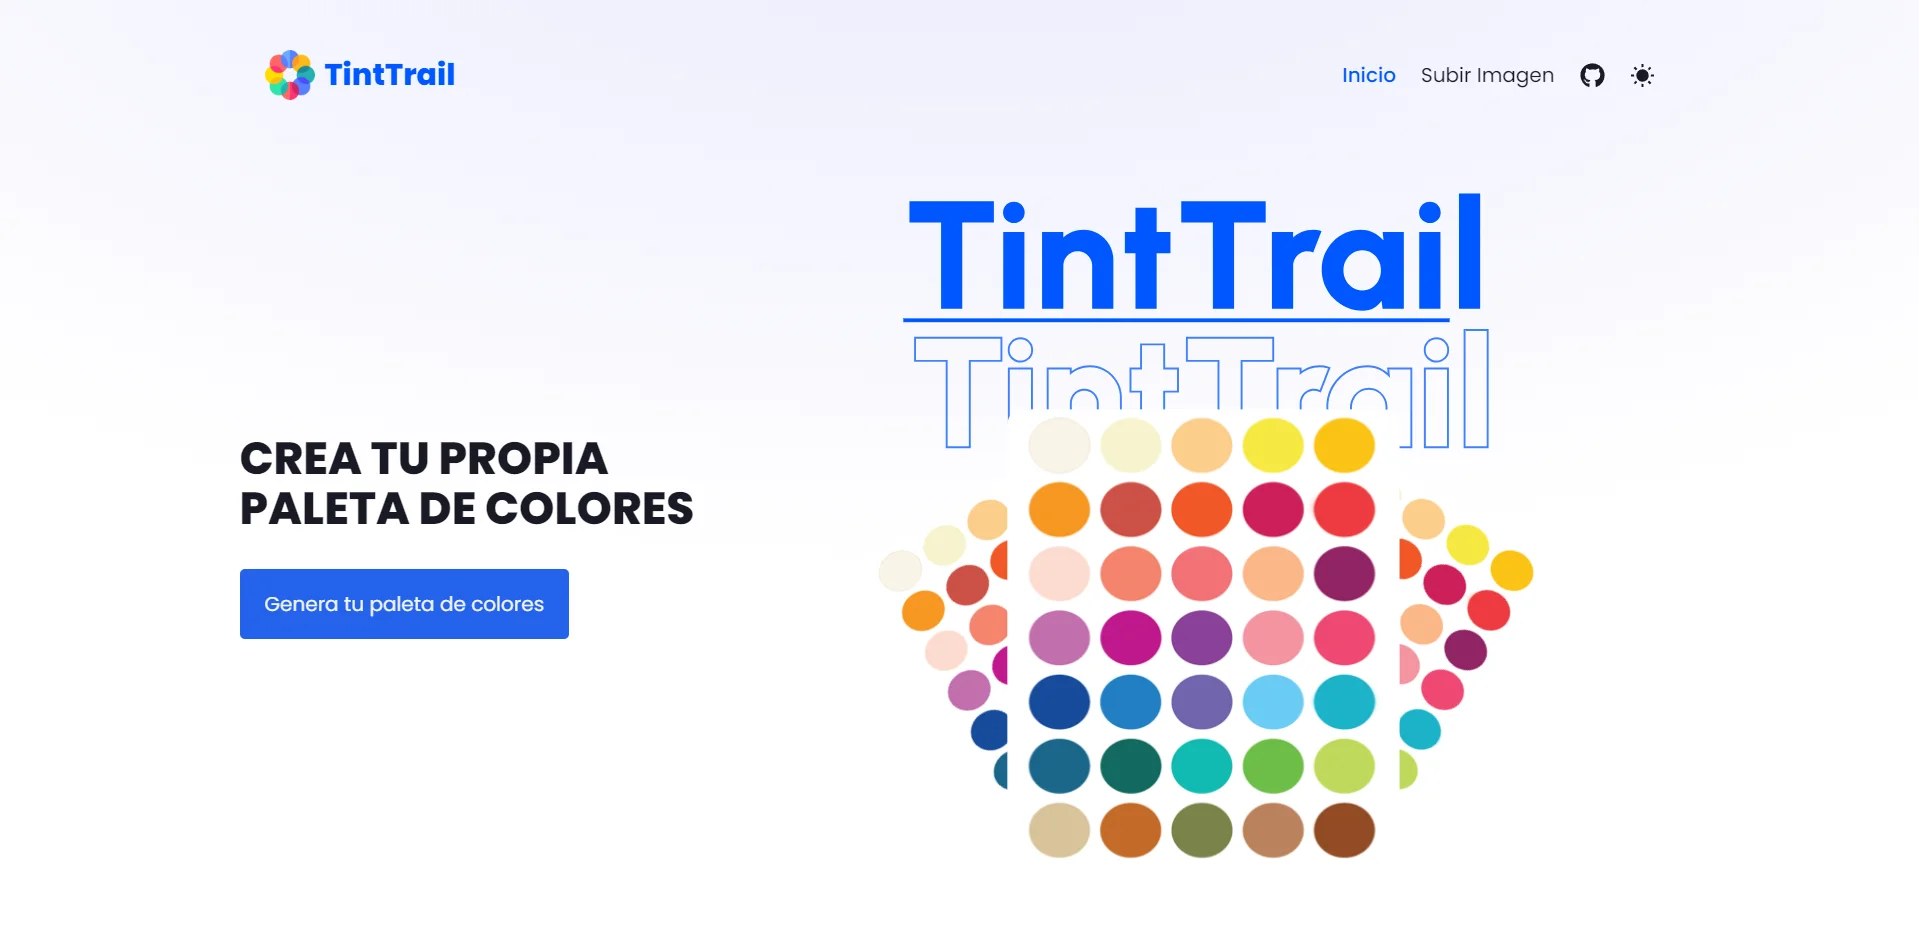 TintTrail
Inicio
Subir Imagen
TintTrail
TintTrail
CREA TU PROPIA
PALETA DE COLORES
Genera tu paleta de colores